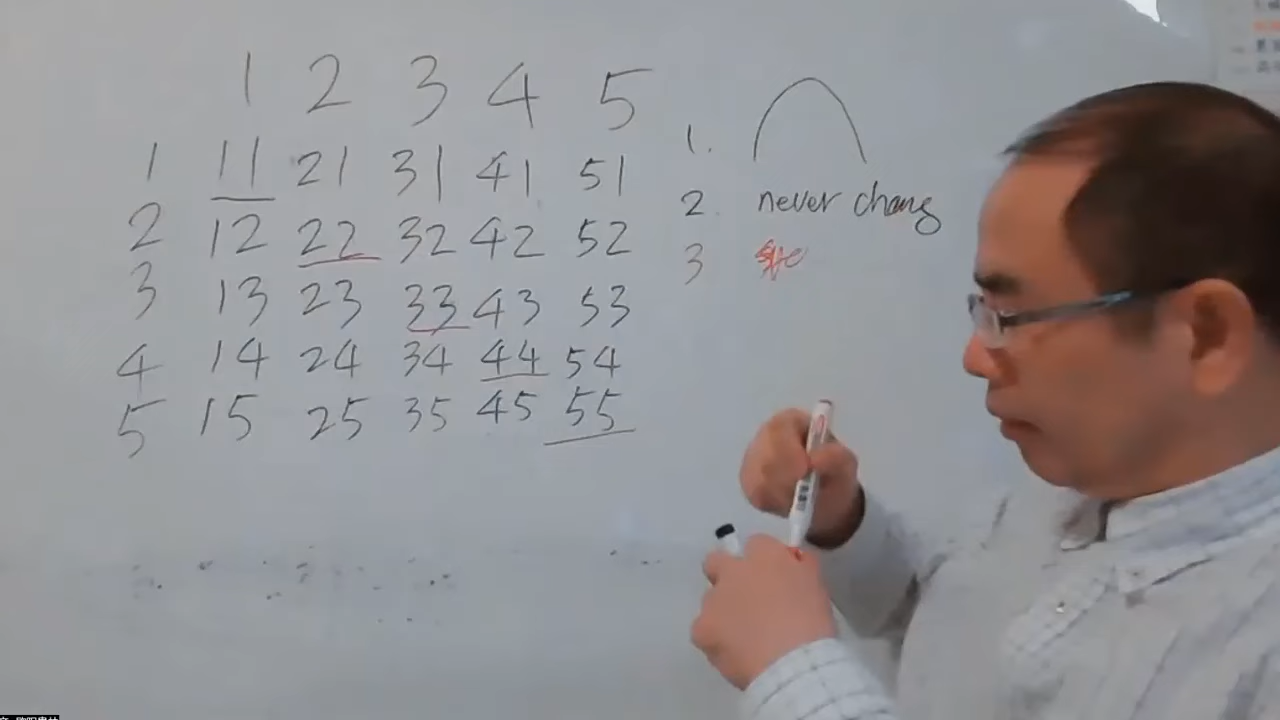 1 2 3 4 5
1 11 21 31 41 51
2 12 22 32 42 52
3 13 23 33 43 53
4 14 24 34 44 54
5 15 25 35 45 55
1.
2. never chang
3